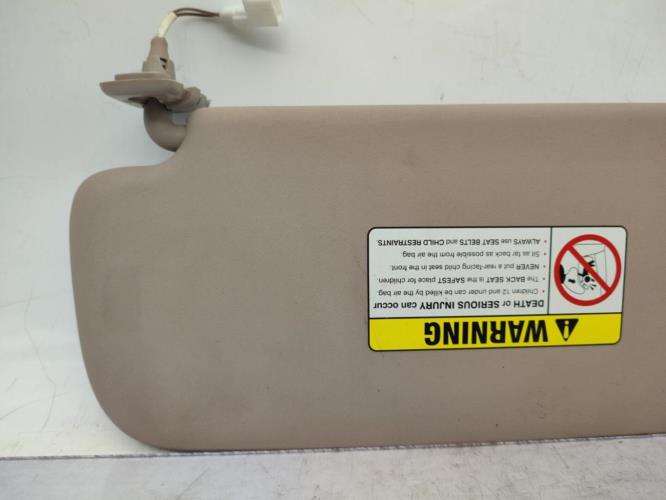 WARNING
DEATH or SERIOUS INJURY can occur
• Children 12 and under can be killed by the air bag.
• The BACK SEAT is the SAFEST place for children.
• NEVER put a rear-facing child seat in the front.
• Sit as far back as possible from the air bag.
• ALWAYS use SEAT BELTS and CHILD RESTRAINTS.